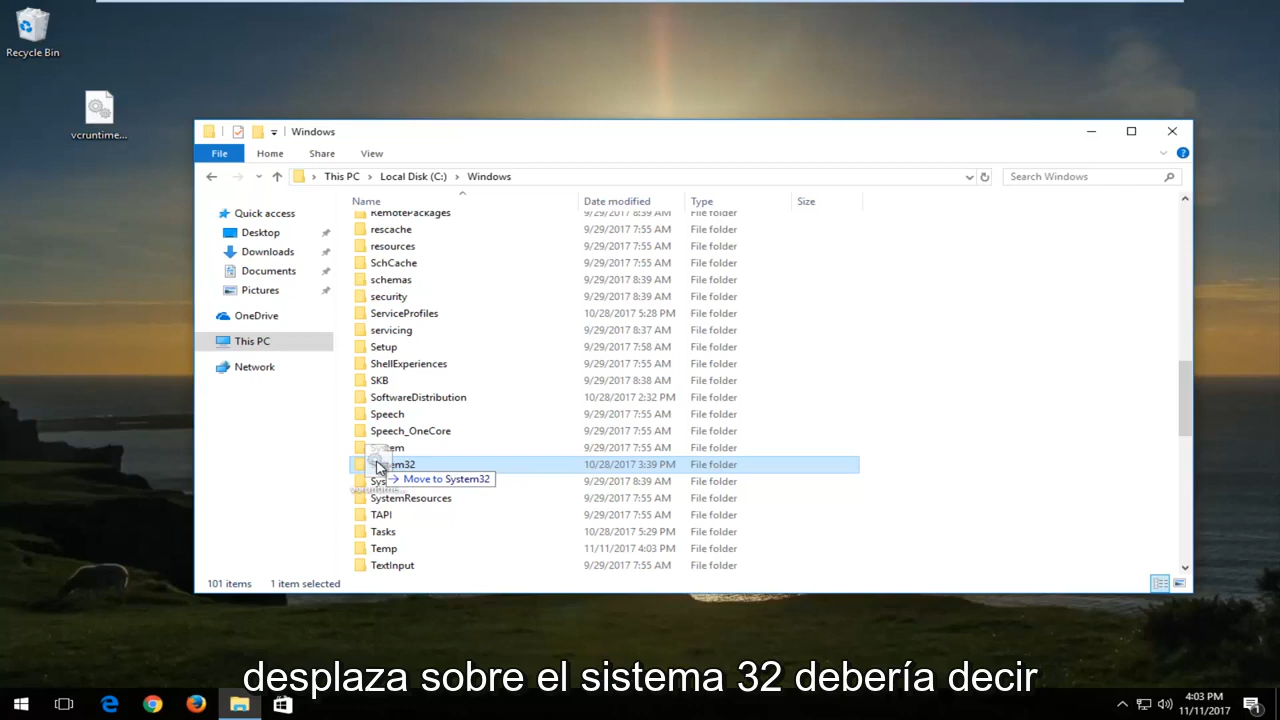 Recycle Bin
vcruntime...
Windows
File Home Share View
This PC Local Disk (C:) Windows
Search Windows
Name Date modified Type Size
RemotePackages 9/29/2017 8:39 AM File folder
rescache 9/29/2017 7:55 AM File folder
resources 9/29/2017 7:55 AM File folder
SchCache 9/29/2017 7:55 AM File folder
schemas 9/29/2017 8:39 AM File folder
security 9/29/2017 8:39 AM File folder
ServiceProfiles 10/28/2017 5:28 PM File folder
servicing 9/29/2017 8:37 AM File folder
Setup 9/29/2017 7:58 AM File folder
ShellExperiences 9/29/2017 7:55 AM File folder
SKB 9/29/2017 8:38 AM File folder
SoftwareDistribution 10/28/2017 2:32 PM File folder
Speech 9/29/2017 7:55 AM File folder
Speech_OneCore 9/29/2017 7:55 AM File folder
System 9/29/2017 7:55 AM File folder
System32 10/28/2017 3:39 PM File folder
Move to System32
9/29/2017 8:39 AM File folder
SystemResources 9/29/2017 7:55 AM File folder
TAPI 9/29/2017 7:55 AM File folder
Tasks 10/28/2017 5:29 PM File folder
Temp 11/11/2017 4:03 PM File folder
TextInput 9/29/2017 7:55 AM File folder
Quick access
Desktop
Downloads
Documents
Pictures
OneDrive
This PC
Network
101 items 1 item selected
desplaza sobre el sistema 32 debería decir
4:03 PM
11/11/2017